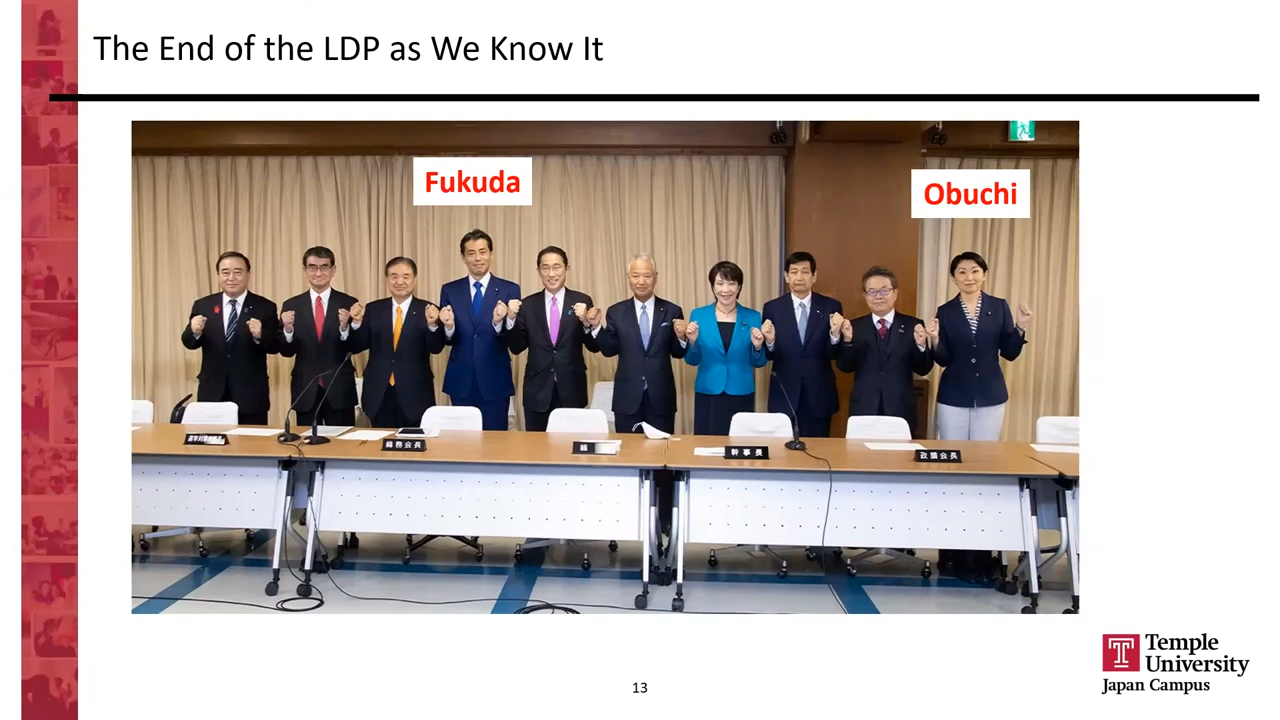 The End of the LDP as We Know It
Fukuda
Obuchi
総務会長
幹事長
政調会長
13
Temple
University
Japan Campus